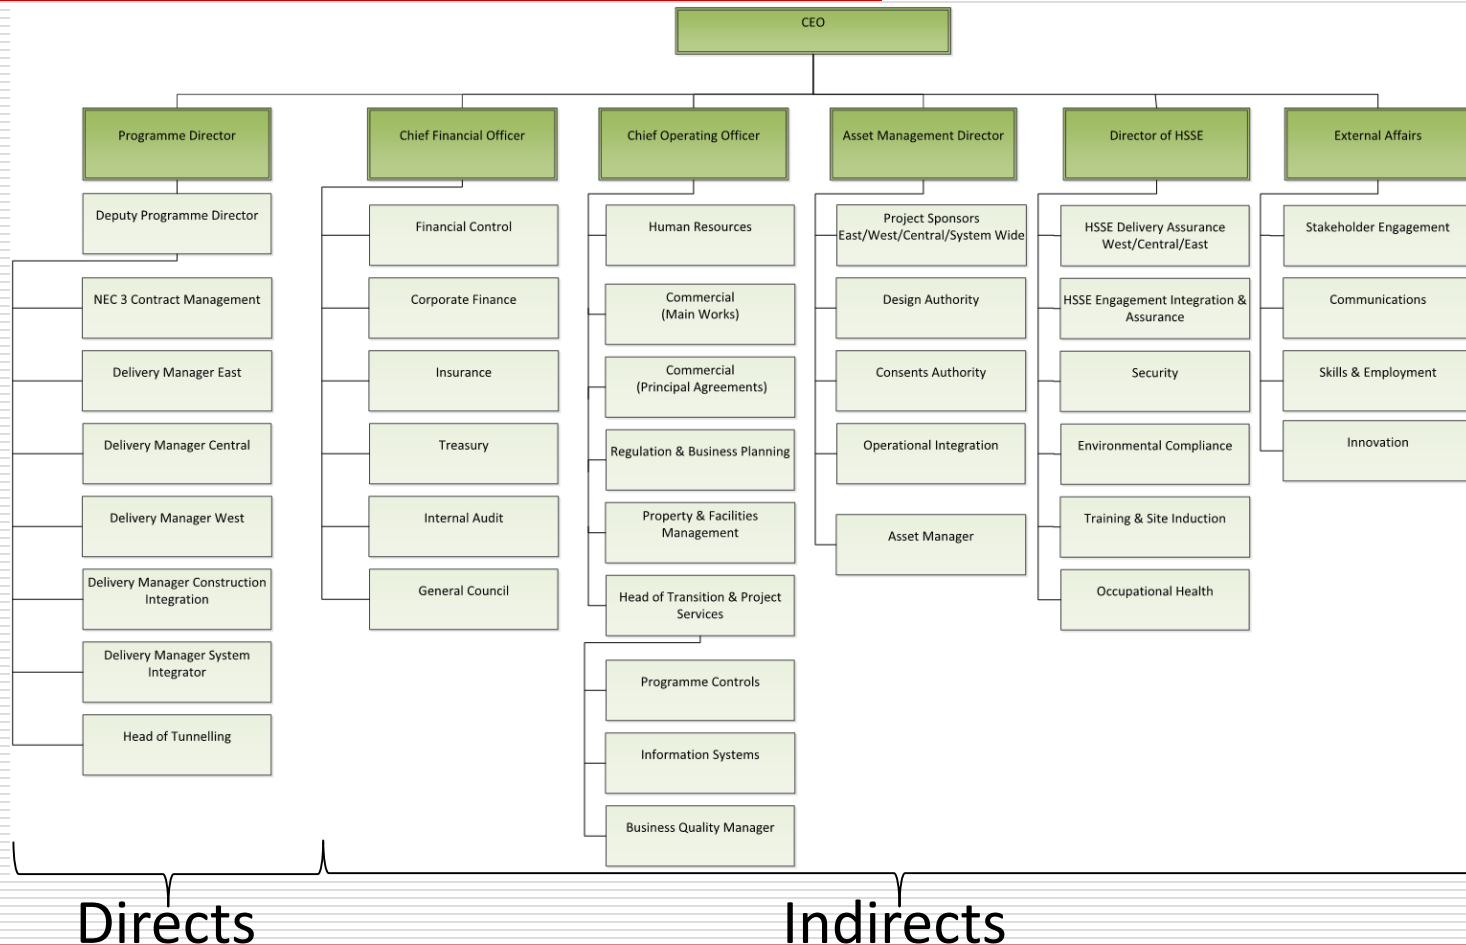 CEO
Programme Director
Chief Financial Officer
Chief Operating Officer
Asset Management Director
Director of HSSE
External Affairs
Deputy Programme Director
NEC 3 Contract Management
Delivery Manager East
Delivery Manager Central
Delivery Manager West
Delivery Manager Construction
Integration
Delivery Manager System
Integrator
Head of Tunnelling
Financial Control
Corporate Finance
Insurance
Treasury
Internal Audit
General Council
Human Resources
Commercial
(Main Works)
Commercial
(Principal Agreements)
Regulation & Business Planning
Property & Facilities
Management
Head of Transition & Project
Services
Programme Controls
Information Systems
Business Quality Manager
Project Sponsors
East/West/Central/System Wide
Design Authority
Consents Authority
Operational Integration
Asset Manager
HSSE Delivery Assurance
West/Central/East
HSSE Engagement Integration &
Assurance
Security
Environmental Compliance
Training & Site Induction
Occupational Health
Stakeholder Engagement
Communications
Skills & Employment
Innovation
Directs
Indirects